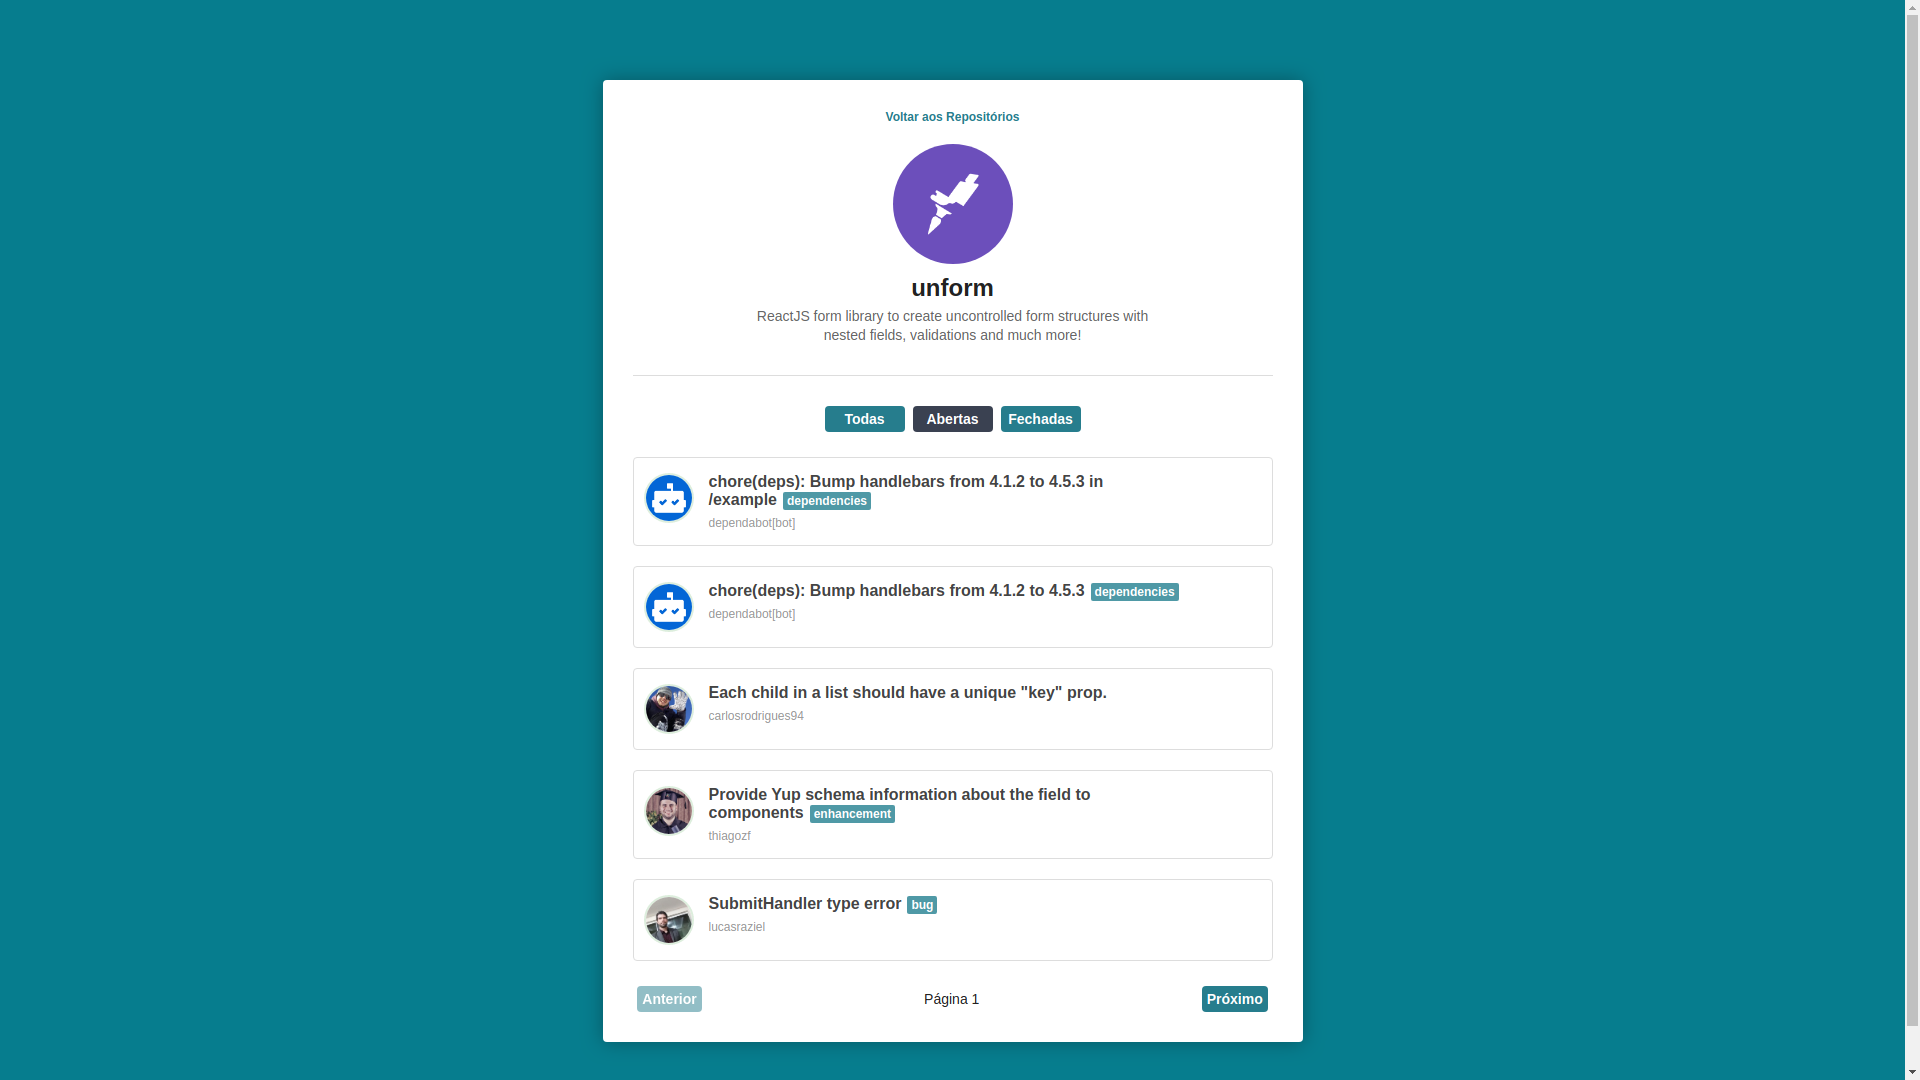 Voltar aos Repositórios
unform
ReactJS form library to create uncontrolled form structures with
nested fields, validations and much more!
Todas Abertas Fechadas
chore(deps): Bump handlebars from 4.1.2 to 4.5.3 in
/example dependencies
dependabot[bot]
chore(deps): Bump handlebars from 4.1.2 to 4.5.3 dependencies
dependabot[bot]
Each child in a list should have a unique "key" prop.
carlosrodrigues94
Provide Yup schema information about the field to
components enhancement
thiagozf
SubmitHandler type error bug
lucasraziel
Anterior Página 1 Próximo